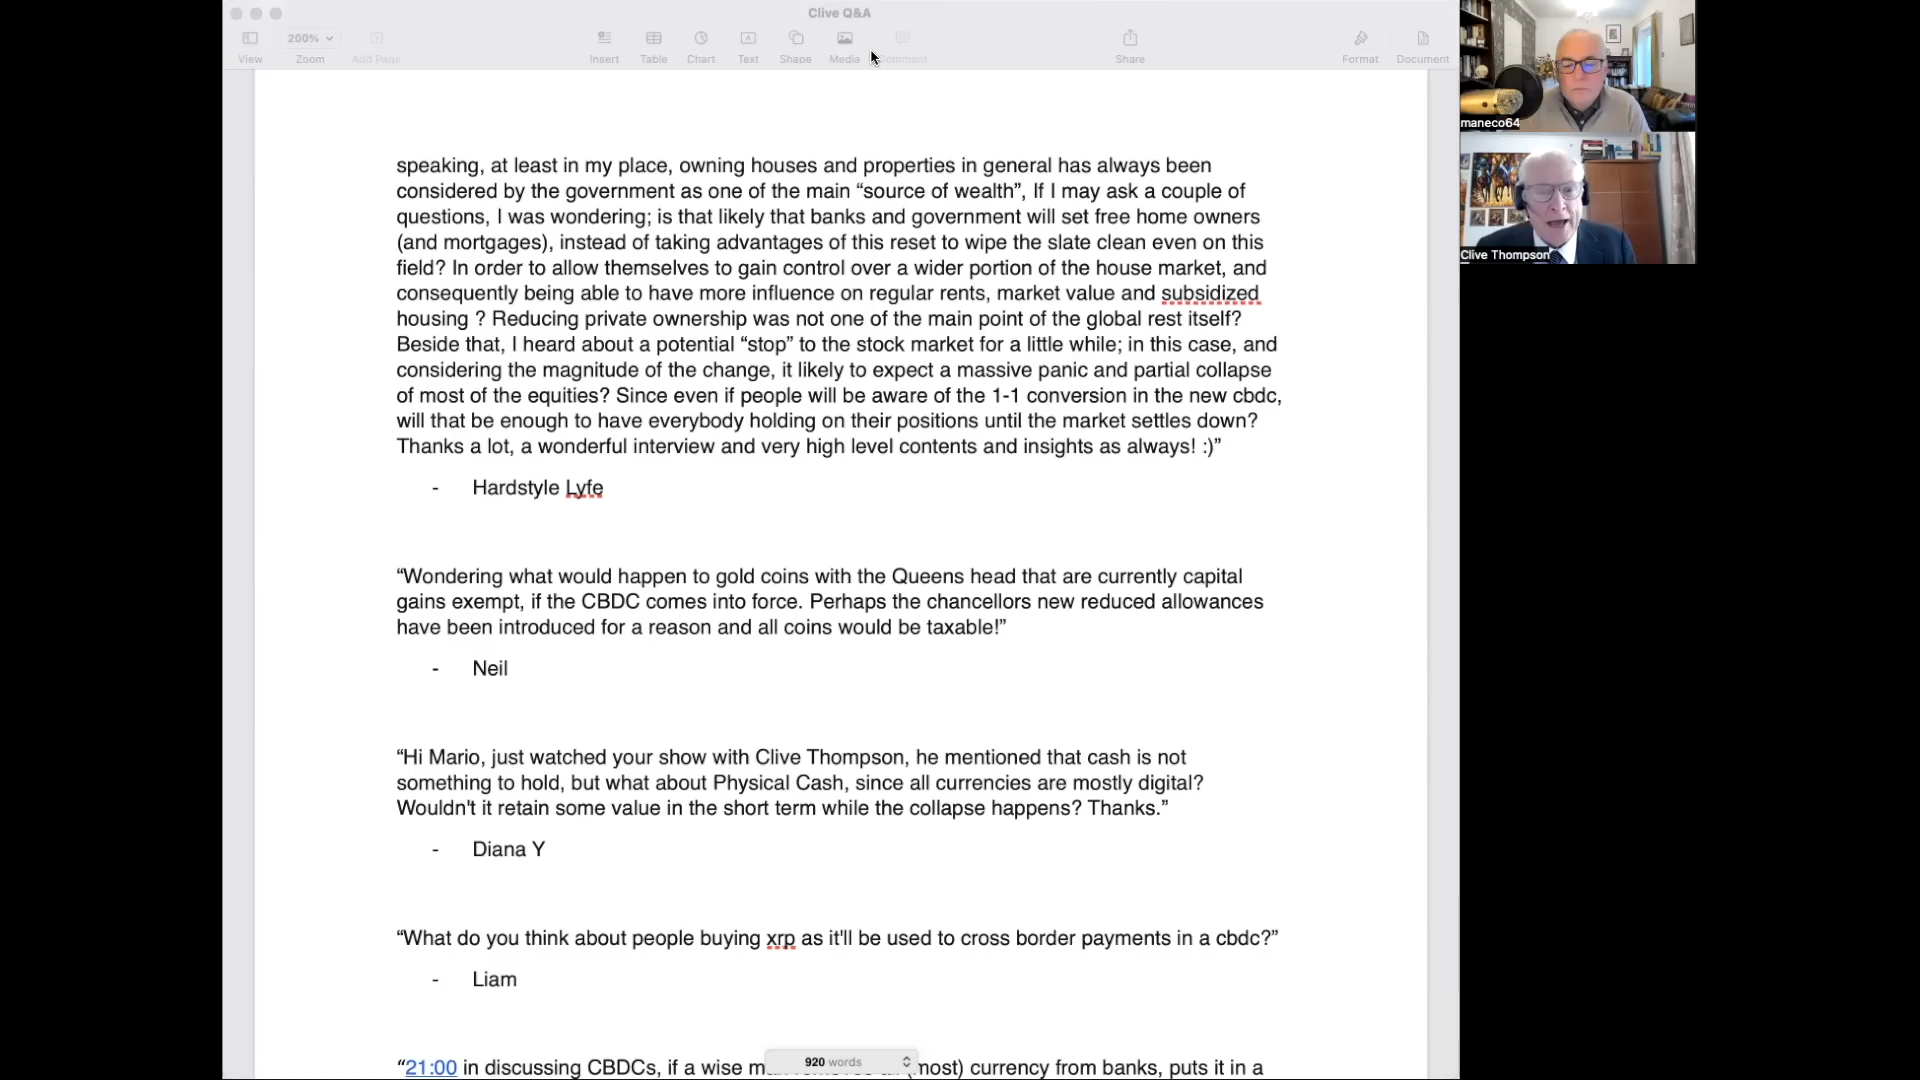 Clive Q&A
200%
View Zoom Add Page Insert Table Chart Text Shape Media Comment Share Format Document
maneco64
Clive Thompson
speaking, at least in my place, owning houses and properties in general has always been
considered by the government as one of the main “source of wealth”, If I may ask a couple of
questions, I was wondering; is that likely that banks and government will set free home owners
(and mortgages), instead of taking advantages of this reset to wipe the slate clean even on this
field? In order to allow themselves to gain control over a wider portion of the house market, and
consequently being able to have more influence on regular rents, market value and subsidized
housing ? Reducing private ownership was not one of the main point of the global rest itself?
Beside that, I heard about a potential “stop” to the stock market for a little while; in this case, and
considering the magnitude of the change, it likely to expect a massive panic and partial collapse
of most of the equities? Since even if people will be aware of the 1-1 conversion in the new cbdc,
will that be enough to have everybody holding on their positions until the market settles down?
Thanks a lot, a wonderful interview and very high level contents and insights as always! :)”
- Hardstyle Lyfe
“Wondering what would happen to gold coins with the Queens head that are currently capital
gains exempt, if the CBDC comes into force. Perhaps the chancellors new reduced allowances
have been introduced for a reason and all coins would be taxable!”
- Neil
“Hi Mario, just watched your show with Clive Thompson, he mentioned that cash is not
something to hold, but what about Physical Cash, since all currencies are mostly digital?
Wouldn't it retain some value in the short term while the collapse happens? Thanks.”
- Diana Y
“What do you think about people buying xrp as it'll be used to cross border payments in a cbdc?”
- Liam
“21:00 in discussing CBDCs, if a wise (most) currency from banks, puts it in a
920 words